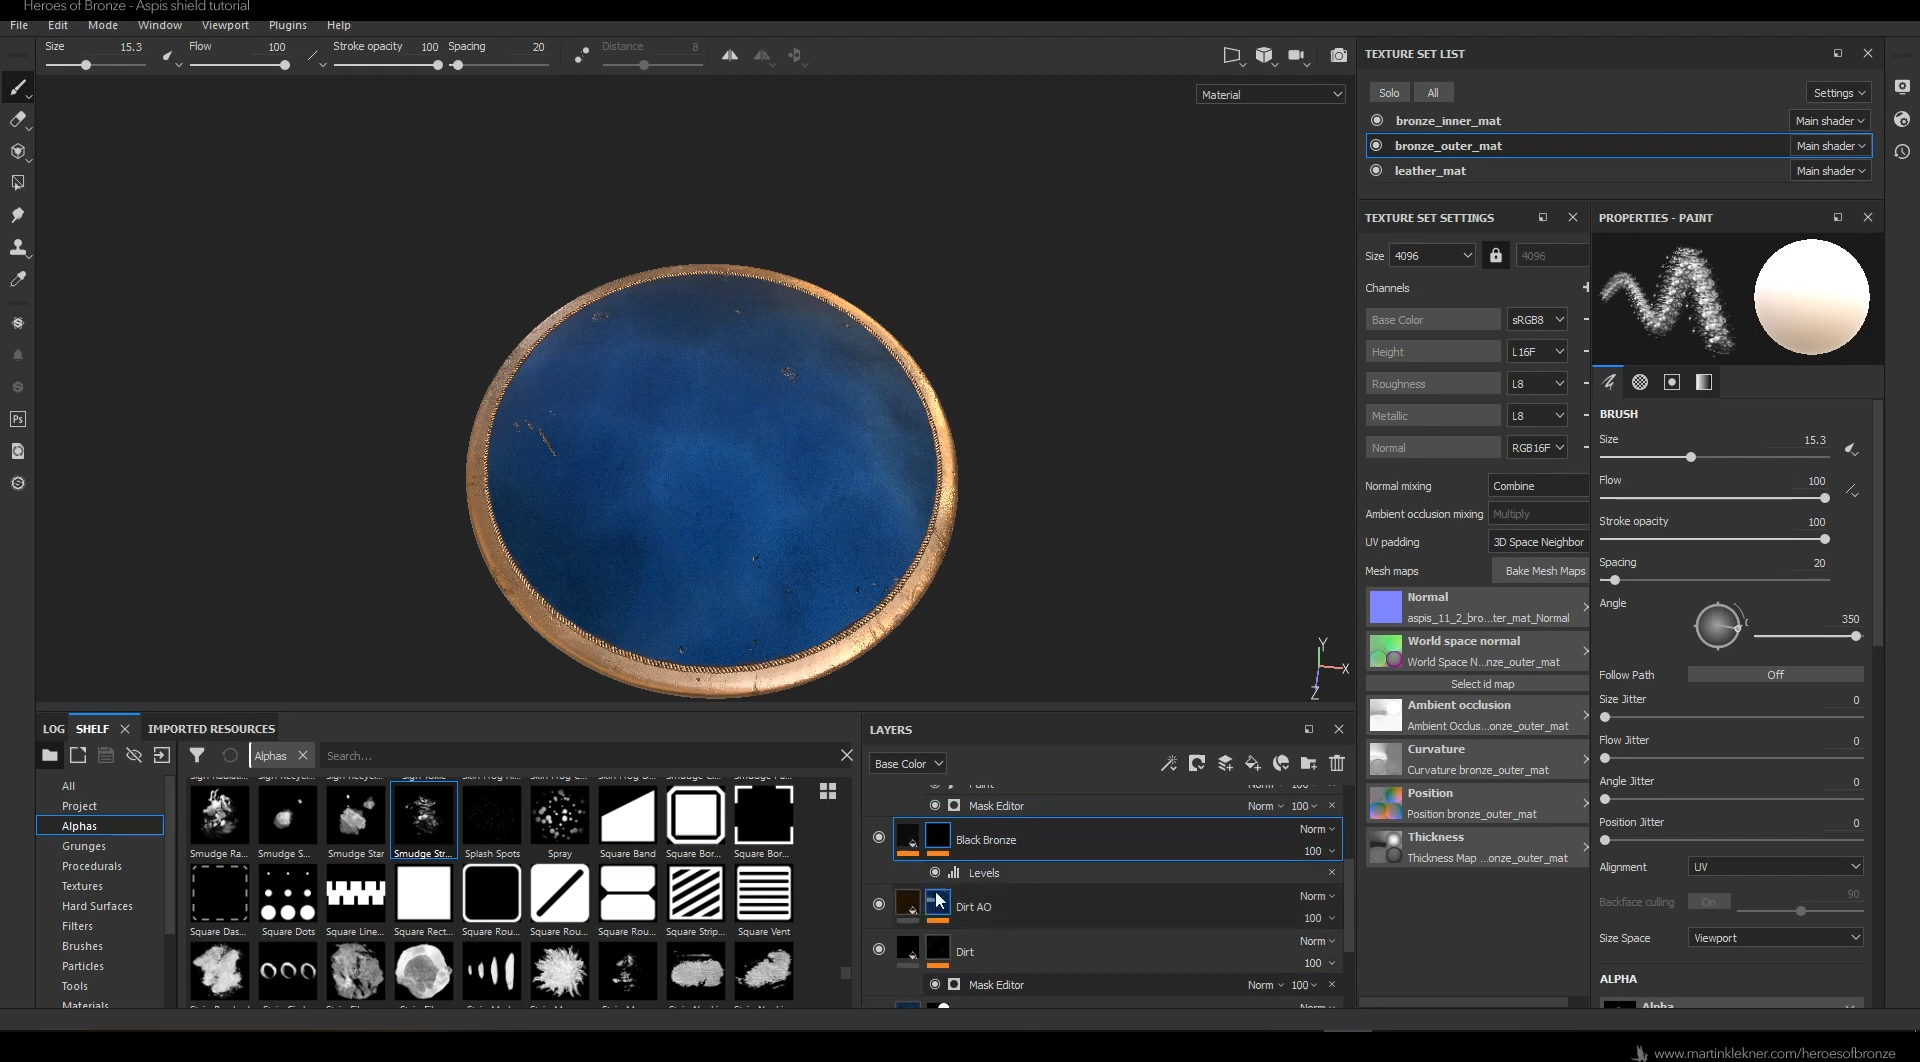 Heroes of Bronze - Aspis shield tutorial
File Edit Mode Window Viewport Plugins Help
Size 15.3 Flow 100 Stroke opacity 100 Spacing 20 Distance 8
Material
TEXTURE SET LIST
Solo All Settings
bronze_inner_mat Main shader
bronze_outer_mat Main shader
leather_mat Main shader
TEXTURE SET SETTINGS
Size 4096 4096
Channels
Base Color sRGB8
Height L16F
Roughness L8
Metallic L8
Normal RGB16F
Normal mixing Combine
Ambient occlusion mixing Multiply
UV padding 3D Space Neighbor
Mesh maps Bake Mesh Maps
Normal
aspis_11_2_bro...ter_mat_Normal
World space normal
World Space N...nze_outer_mat
Select id map
Ambient occlusion
Ambient Occlus...onze_outer_mat
Curvature
Curvature bronze_outer_mat
Position
Position bronze_outer_mat
Thickness
Thickness Map ...onze_outer_mat
PROPERTIES - PAINT
BRUSH
Size 15.3
Flow 100
Stroke opacity 100
Spacing 20
Angle 350
Follow Path Off
Size Jitter 0
Flow Jitter 0
Angle Jitter 0
Position Jitter 0
Alignment UV
Backface culling On 90
Size Space Viewport
ALPHA
Alpha
Ps
Y
X
Z
LOG SHELF IMPORTED RESOURCES
Alphas Search...
All
Project
Alphas
Grunges
Procedurals
Textures
Hard Surfaces
Filters
Brushes
Particles
Tools
Materials
Smudge Ra... Smudge S... Smudge Star Smudge Str... Splash Spots Spray Square Band Square Bor... Square Bor...
Square Das... Square Dots Square Line... Square Rect... Square Rou... Square Rou... Square Rou... Square Strip... Square Vent
LAYERS
Base Color
Paint Norm 100
Mask Editor Norm 100
Black Bronze Norm 100
Levels
Dirt AO Norm 100
Dirt Norm 100
Mask Editor Norm 100
Norm
www.martinklekner.com/heroesofbronze